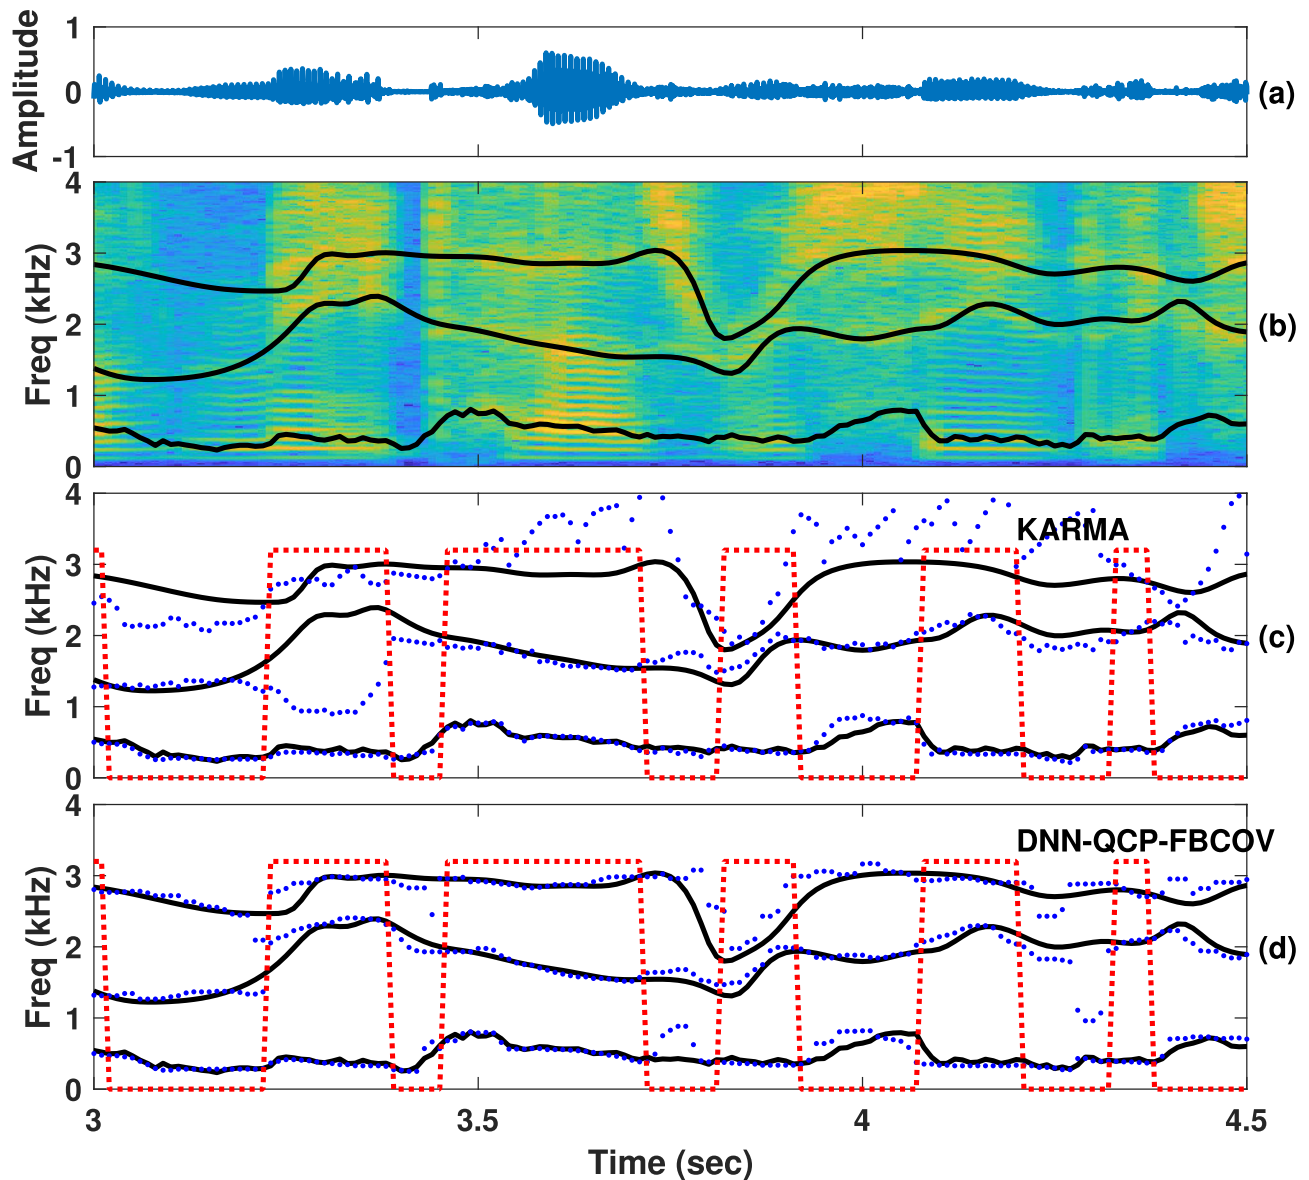 Amplitude
1
0
-1
(a)
Freq (kHz)
4
3
2
1
0
(b)
Freq (kHz)
4
3
2
1
0
KARMA
(c)
Freq (kHz)
4
3
2
1
0
DNN-QCP-FBCOV
(d)
3 3.5 4 4.5
Time (sec)